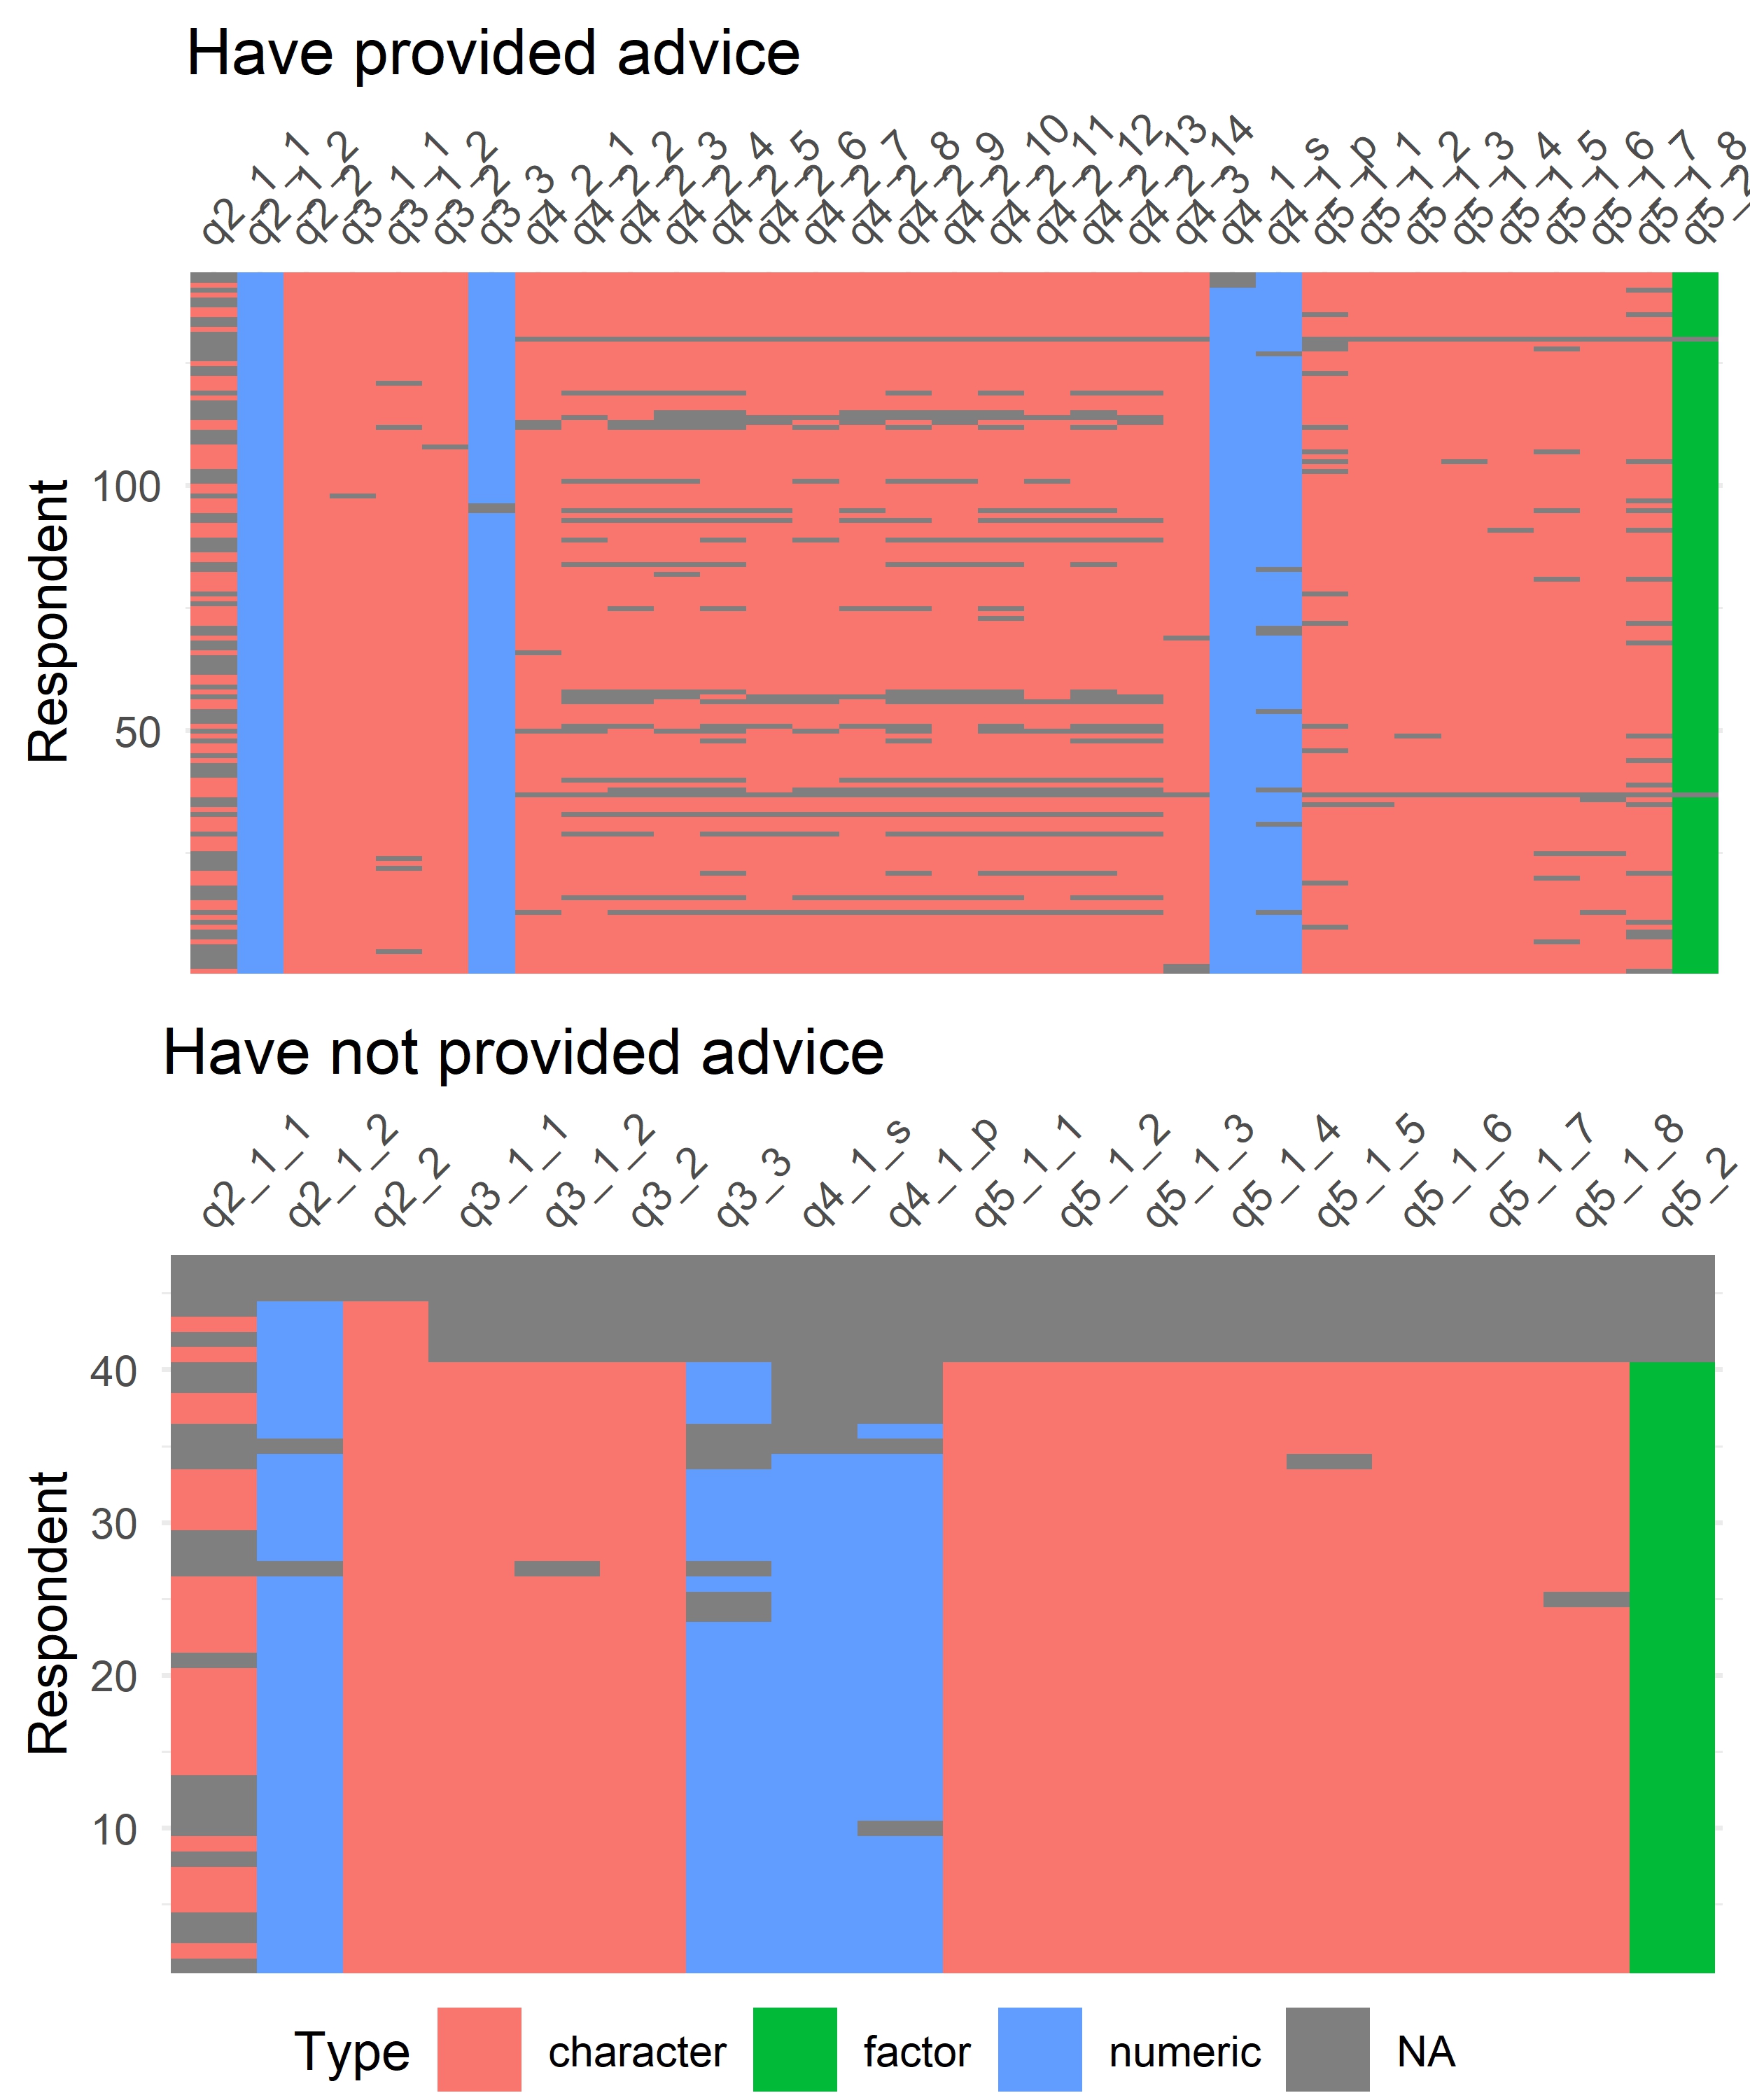 Have provided advice
q2_1_1
q2_1_2
q2_2
q3_1_1
q3_1_2
q3_2
q3_3
q4_2_1
q4_2_2
q4_2_3
q4_2_4
q4_2_5
q4_2_6
q4_2_7
q4_2_8
q4_2_9
q4_2_10
q4_2_11
q4_2_12
q4_2_13
q4_2_14
q4_3
q4_1_s
q4_1_p
q5_1_1
q5_1_2
q5_1_3
q5_1_4
q5_1_5
q5_1_6
q5_1_7
q5_1_8
q5_2
Respondent
100
50
Have not provided advice
q2_1_1
q2_1_2
q2_2
q3_1_1
q3_1_2
q3_2
q3_3
q4_1_s
q4_1_p
q5_1_1
q5_1_2
q5_1_3
q5_1_4
q5_1_5
q5_1_6
q5_1_7
q5_1_8
q5_2
Respondent
40
30
20
10
Type character factor numeric NA